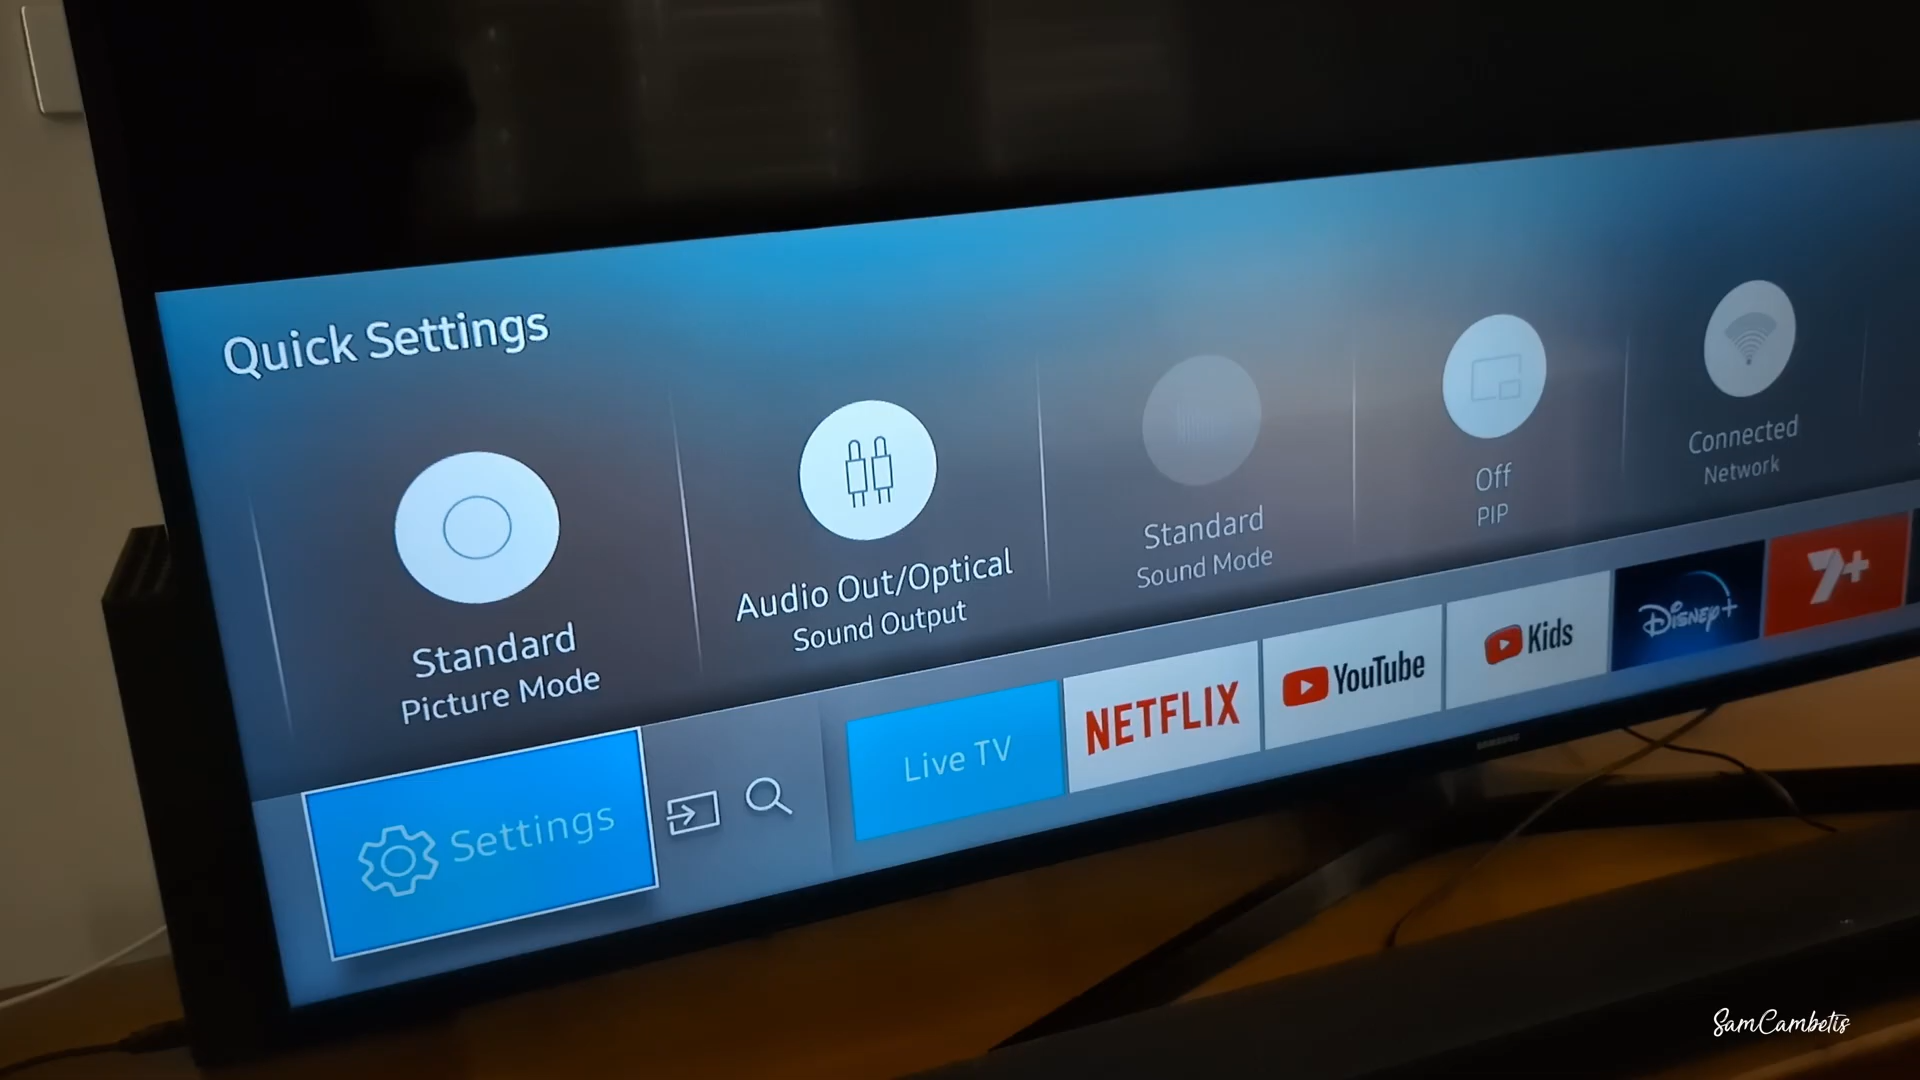 Quick Settings
Standard
Picture Mode
Audio Out/Optical
Sound Output
Standard
Sound Mode
Off
PIP
Connected
Network
Settings
Live TV
NETFLIX
YouTube
Kids
Disney+
7+
SAMSUNG
SamCambetis